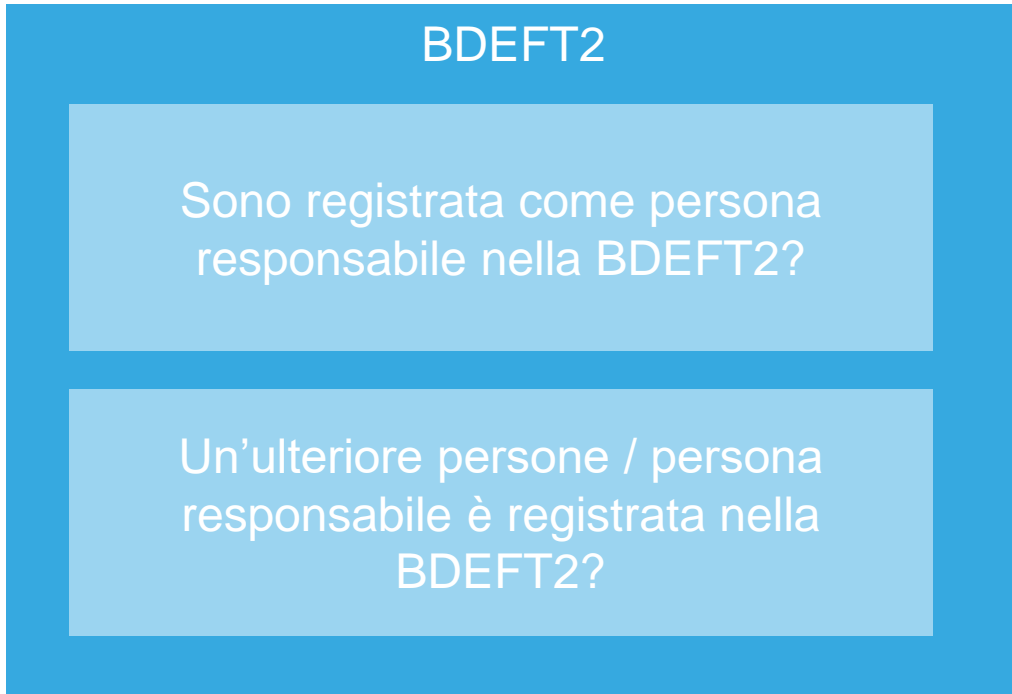 BDEFT2
Sono registrata come persona
responsabile nella BDEFT2?
Un’ulteriore persone / persona
responsabile è registrata nella
BDEFT2?